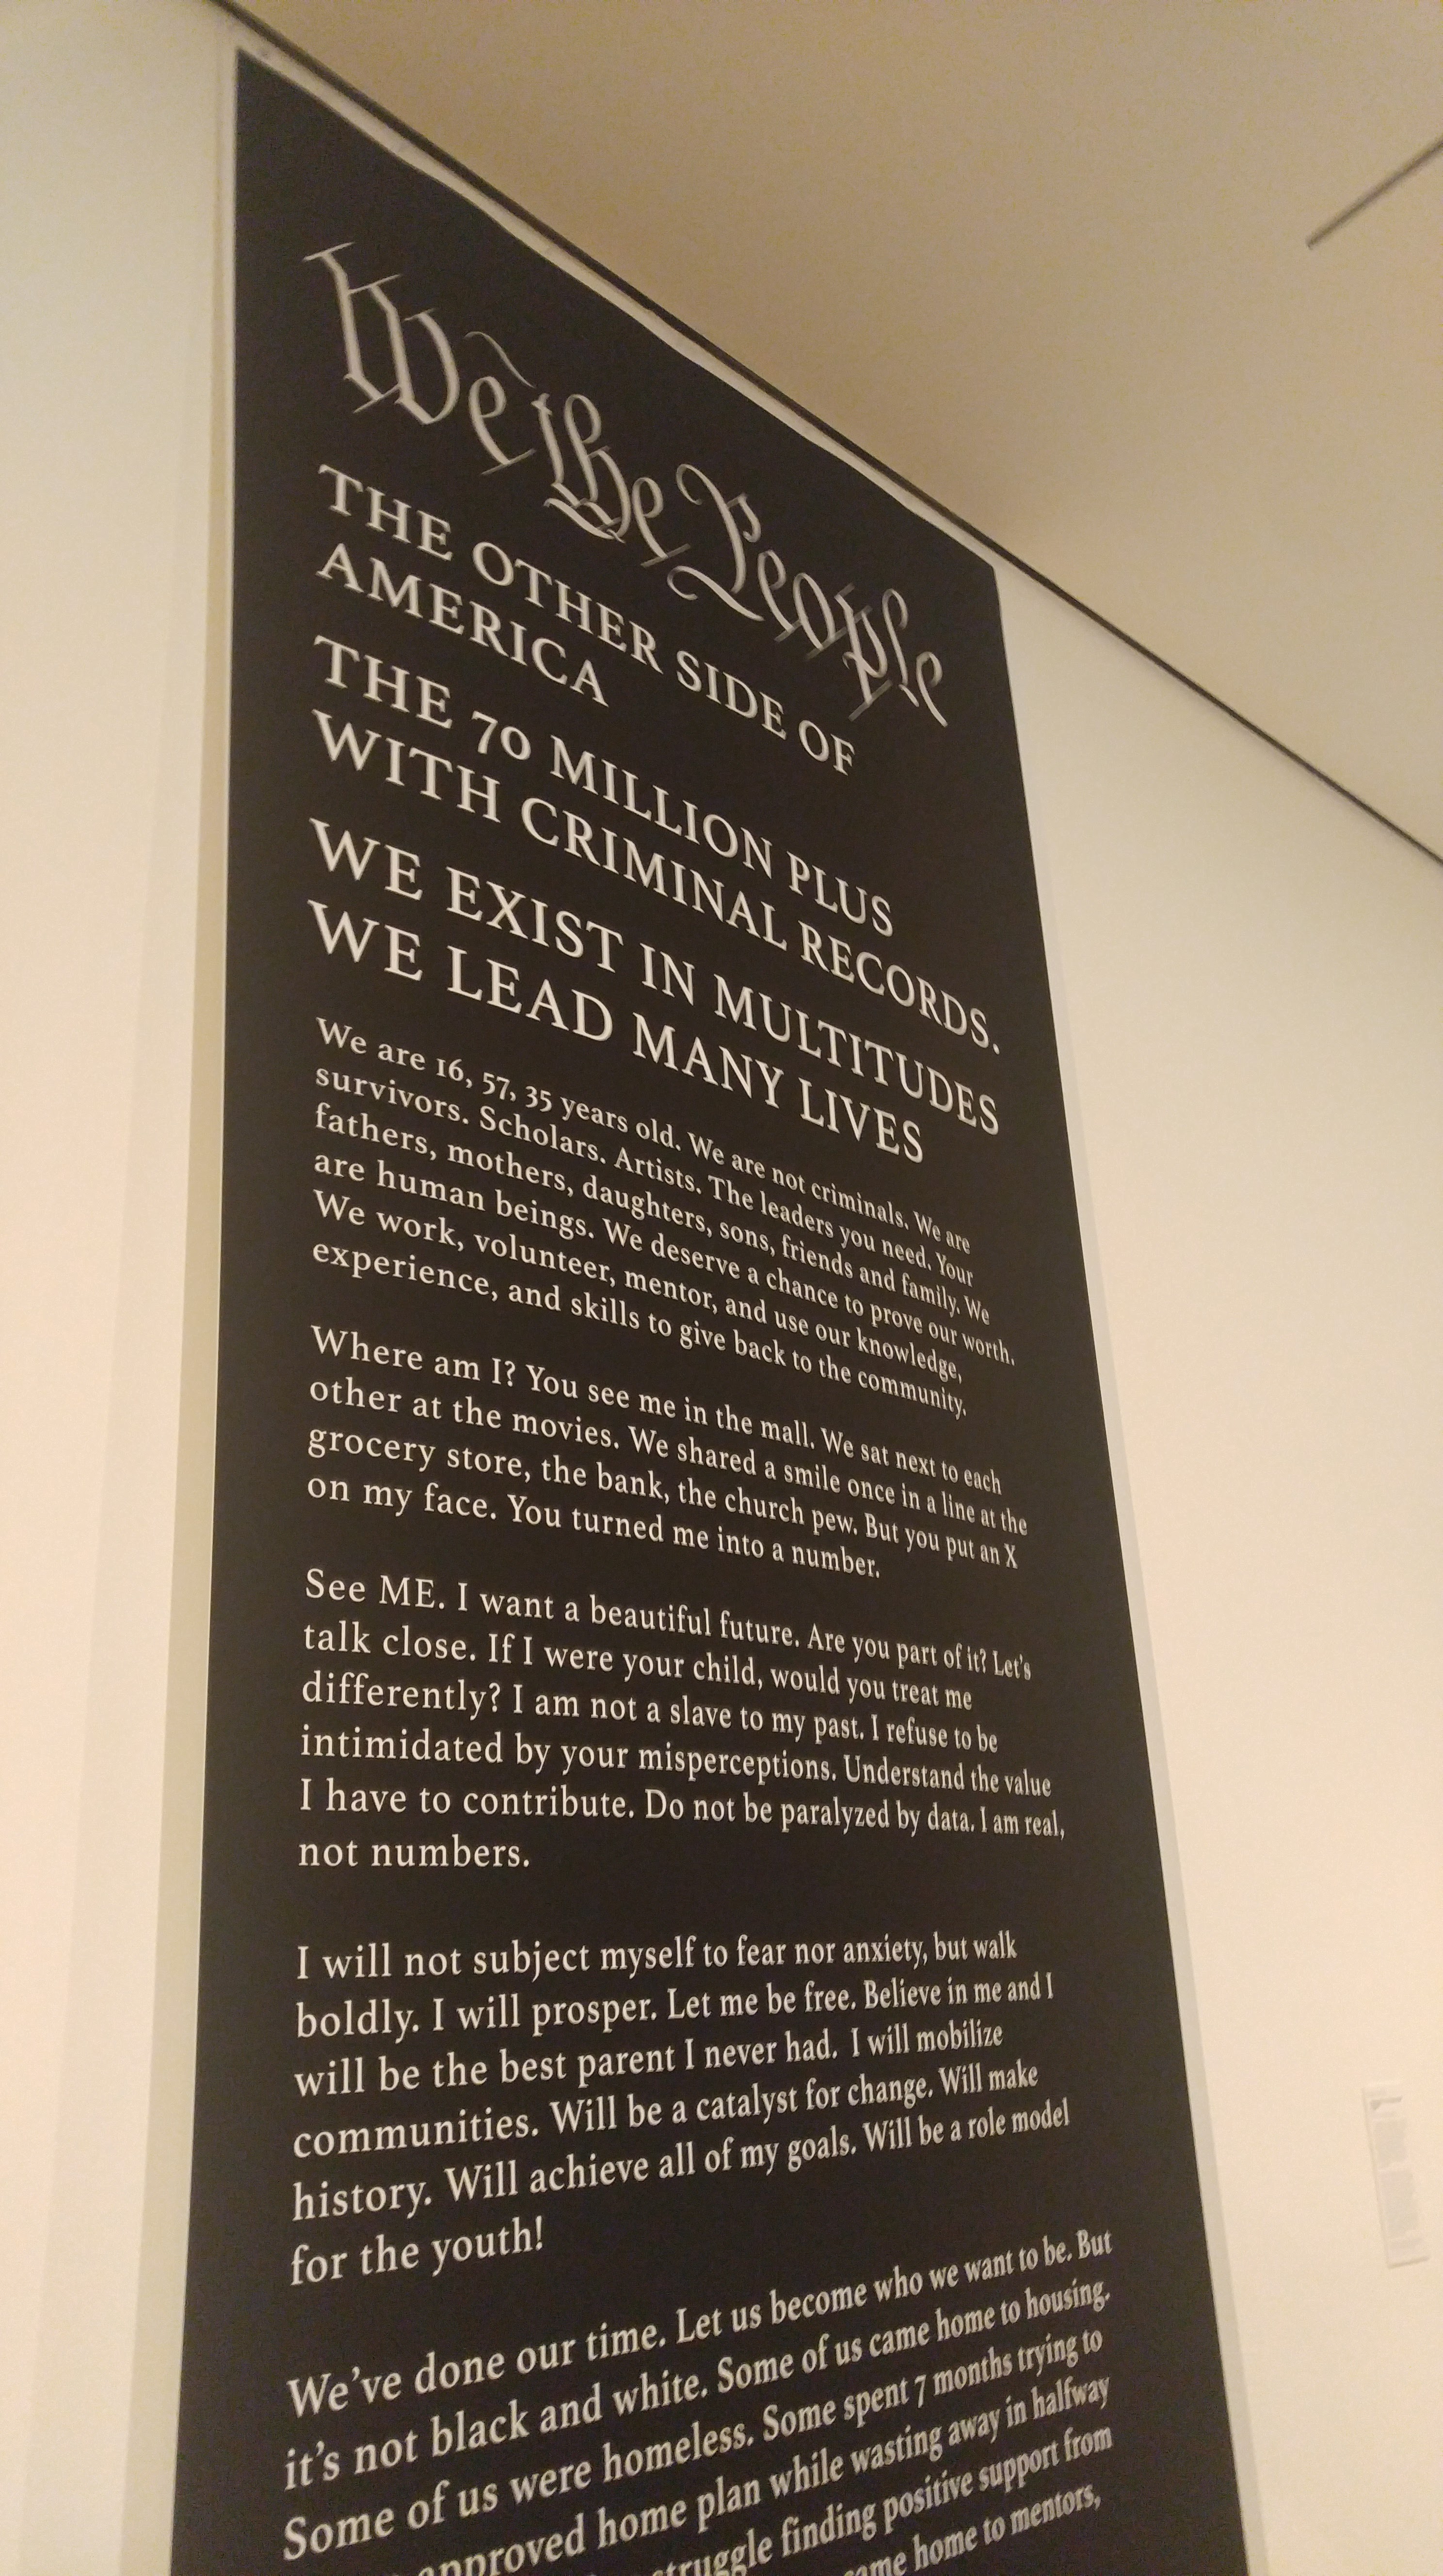 We the People
THE OTHER SIDE OF
AMERICA
THE 70 MILLION PLUS
WITH CRIMINAL RECORDS.
WE EXIST IN MULTITUDES
WE LEAD MANY LIVES
We are 16, 57, 35 years old. We are not criminals. We are
survivors. Scholars. Artists. The leaders you need. Your
fathers, mothers, daughters, sons, friends and family. We
are human beings. We deserve a chance to prove our worth.
We work, volunteer, mentor, and use our knowledge,
experience, and skills to give back to the community.
Where am I? You see me in the mall. We sat next to each
other at the movies. We shared a smile once in a line at the
grocery store, the bank, the church pew. But you put an X
on my face. You turned me into a number.
See ME. I want a beautiful future. Are you part of it? Let's
talk close. If I were your child, would you treat me
differently? I am not a slave to my past. I refuse to be
intimidated by your misperceptions. Understand the value
I have to contribute. Do not be paralyzed by data. I am real,
not numbers.
I will not subject myself to fear nor anxiety, but walk
boldly. I will prosper. Let me be free. Believe in me and I
will be the best parent I never had. I will mobilize
communities. Will be a catalyst for change. Will make
history. Will achieve all of my goals. Will be a role model
for the youth!
We've done our time. Let us become who we want to be. But
it's not black and white. Some of us came home to housing.
Some of us were homeless. Some spent 7 months trying to
approved home plan while wasting away in halfway
struggle finding positive support from
came home to mentors,